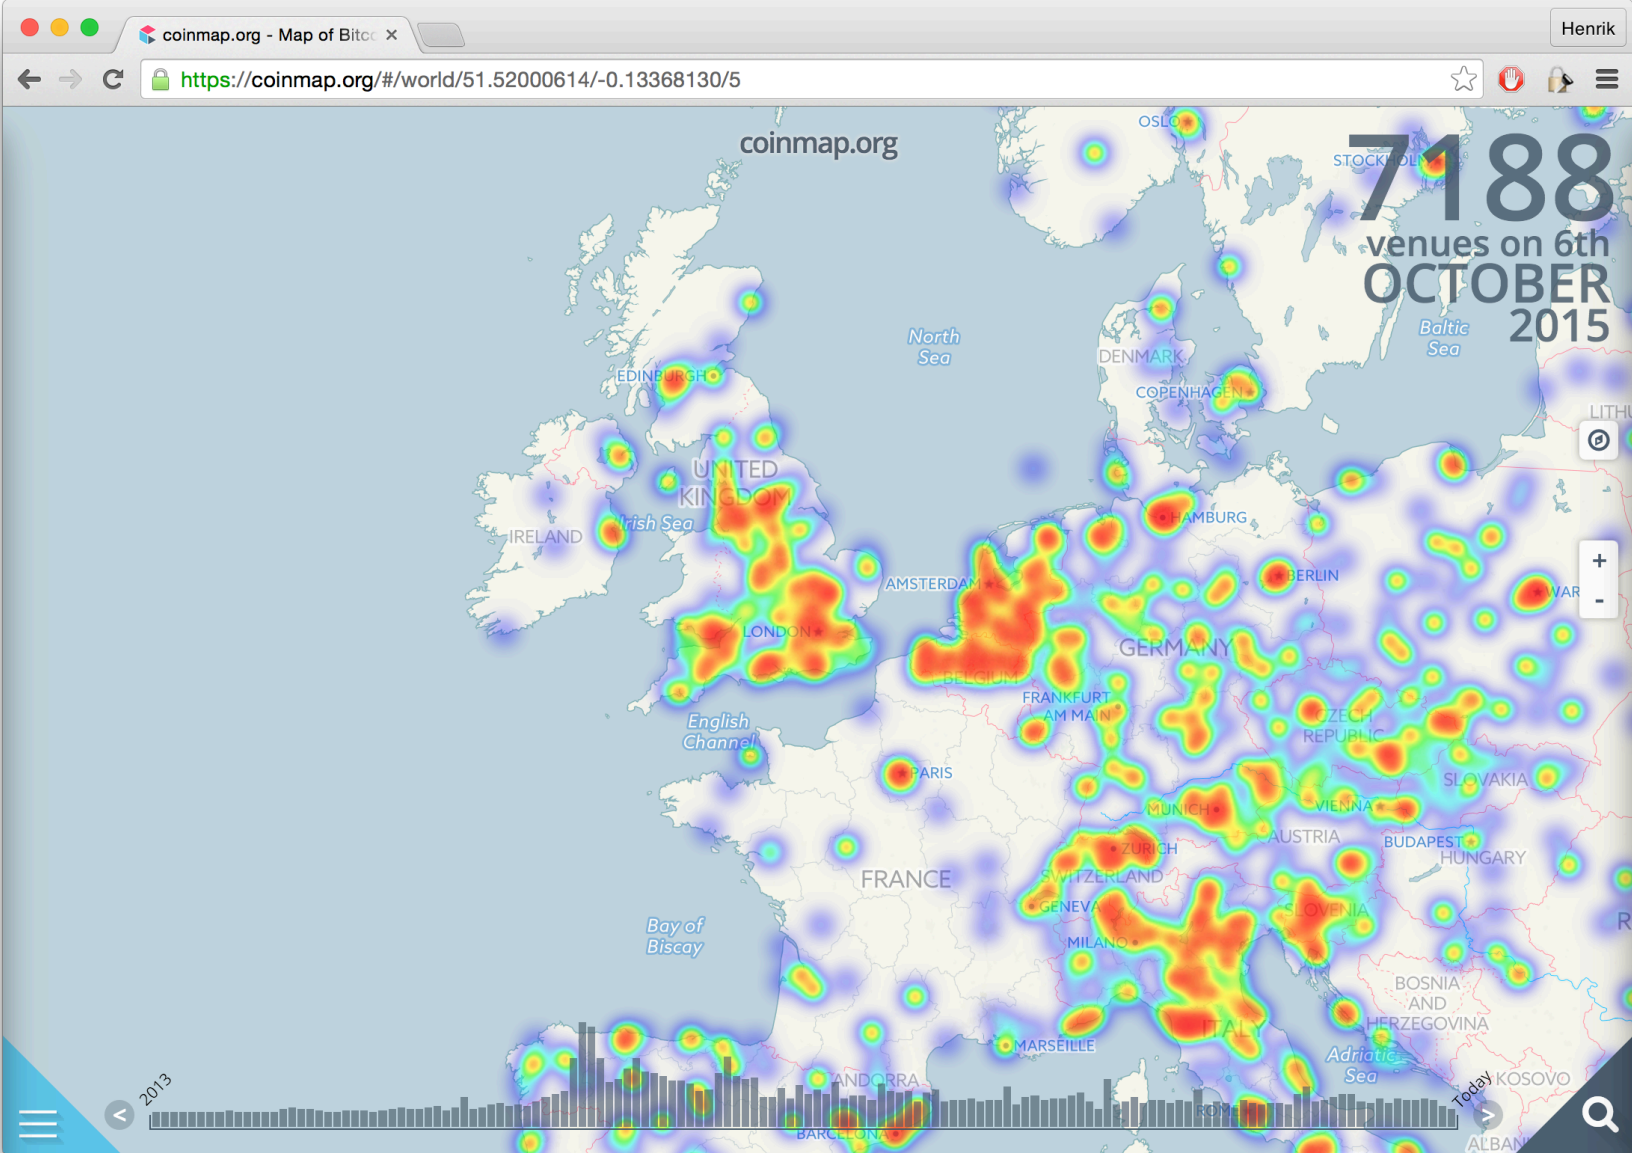 coinmap.org - Map of Bitco
Henrik
https://coinmap.org/#/world/51.52000614/-0.13368130/5
coinmap.org
7188
venues on 6th
OCTOBER
2015
OSLO
STOCKHOLM
North
Sea
Baltic
Sea
DENMARK
EDINBURGH
COPENHAGEN
LITHU
UNITED
KINGDOM
Irish Sea
IRELAND
HAMBURG
+
AMSTERDAM
BERLIN
WAR
-
LONDON
GERMANY
BELGIUM
FRANKFURT
AM MAIN
English
Channel
CZECH
REPUBLIC
PARIS
SLOVAKIA
MUNICH
VIENNA
AUSTRIA
BUDAPEST
HUNGARY
ZURICH
SWITZERLAND
FRANCE
GENEVA
SLOVENIA
R
Bay of
Biscay
MILANO
BOSNIA
AND
HERZEGOVINA
ITALY
MARSEILLE
Adriatic
Sea
ANDORRA
KOSOVO
2013
Today
<
>
ROME
BARCELONA
ALBAN